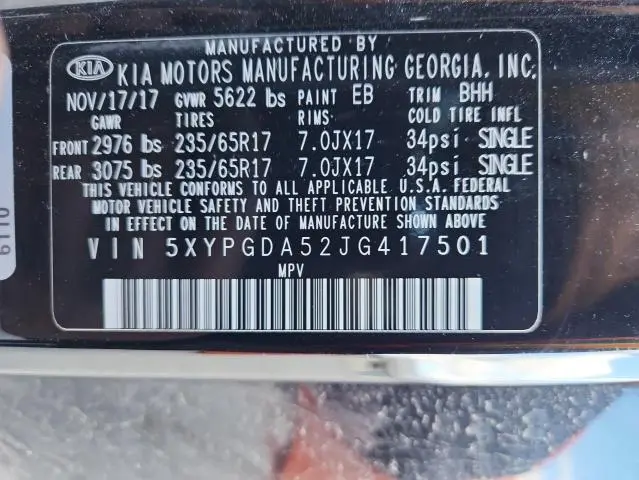 MANUFACTURED BY
KIA KIA MOTORS MANUFACTURING GEORGIA, INC.
NOV/17/17 GVWR 5622 lbs PAINT EB TRIM BHH
GAWR TIRES RIMS: COLD TIRE INFL
FRONT 2976 lbs 235/65R17 7.0JX17 34psi SINGLE
REAR 3075 lbs 235/65R17 7.0JX17 34psi SINGLE
THIS VEHICLE CONFORMS TO ALL APPLICABLE U.S.A. FEDERAL
MOTOR VEHICLE SAFETY AND THEFT PREVENTION STANDARDS
IN EFFECT ON THE DATE OF MANUFACTURE SHOWN ABOVE.
VIN 5XYPGDA52JG417501
MPV